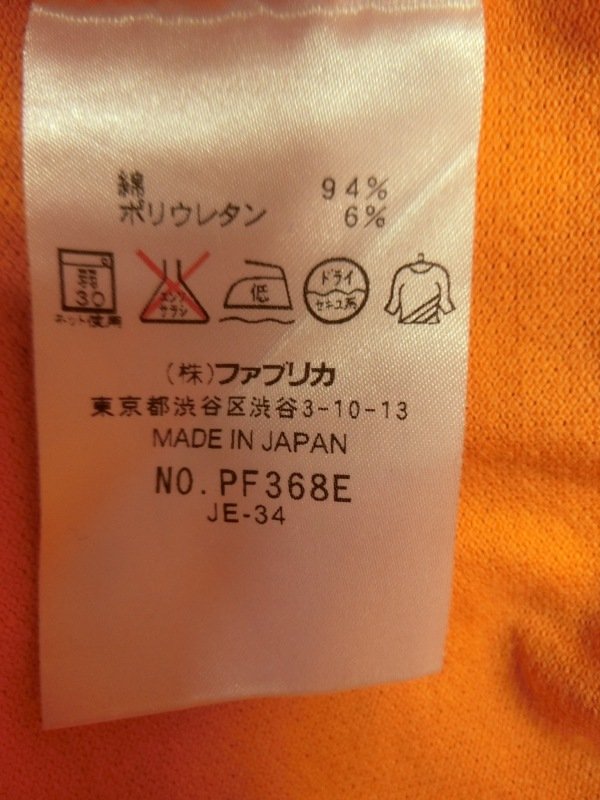 綿 94%
ポリウレタン 6%
弱
30
ネット使用
エンソ
サラシ
低
ドライ
セキユ系
(株)ファブリカ
東京都渋谷区渋谷3-10-13
MADE IN JAPAN
NO. PF368E
JE-34